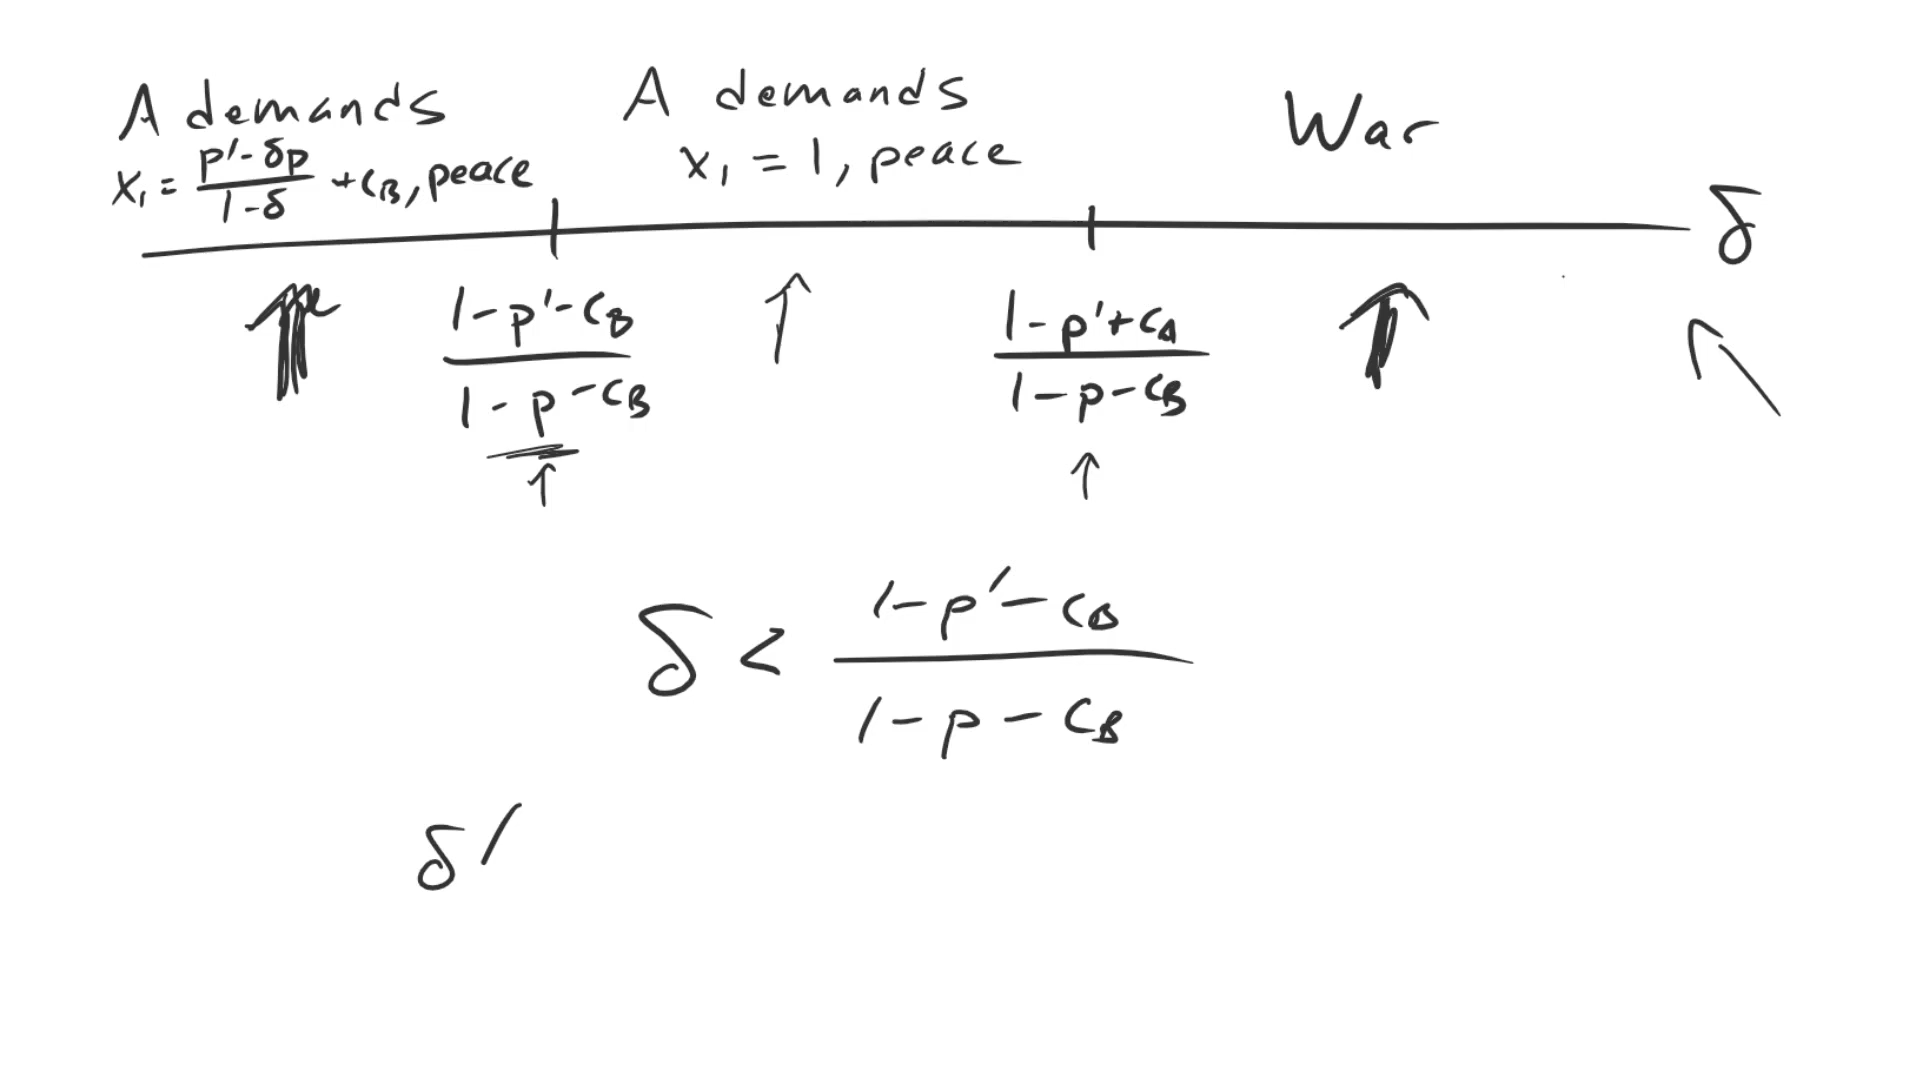 A demands
x₁ = (p′ - δp)/(1 - δ) + c_B, peace
A demands
x₁ = 1, peace
War
δ
(1 - p′ - c_B)/(1 - p - c_B)
(1 - p′ + c_A)/(1 - p - c_B)
δ < (1 - p′ - c_B)/(1 - p - c_B)
δ /